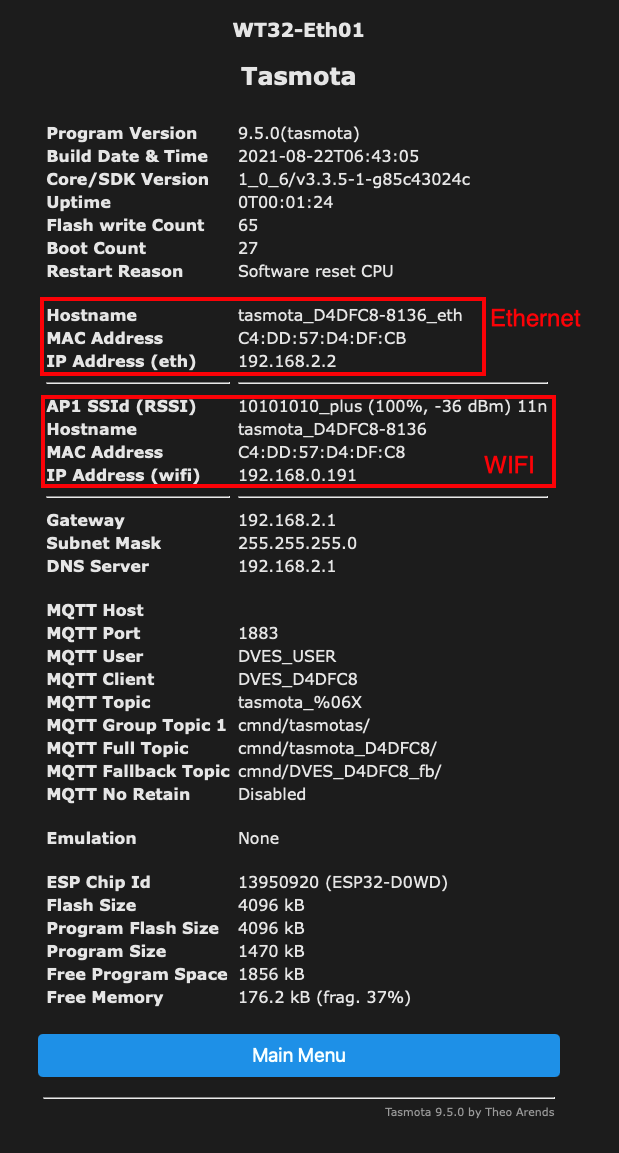 WT32-Eth01
Tasmota
Program Version 9.5.0(tasmota)
Build Date & Time 2021-08-22T06:43:05
Core/SDK Version 1_0_6/v3.3.5-1-g85c43024c
Uptime 0T00:01:24
Flash write Count 65
Boot Count 27
Restart Reason Software reset CPU
Hostname tasmota_D4DFC8-8136_eth Ethernet
MAC Address C4:DD:57:D4:DF:CB
IP Address (eth) 192.168.2.2
AP1 SSId (RSSI) 10101010_plus (100%, -36 dBm) 11n
Hostname tasmota_D4DFC8-8136
MAC Address C4:DD:57:D4:DF:C8
IP Address (wifi) 192.168.0.191 WIFI
Gateway 192.168.2.1
Subnet Mask 255.255.255.0
DNS Server 192.168.2.1
MQTT Host
MQTT Port 1883
MQTT User DVES_USER
MQTT Client DVES_D4DFC8
MQTT Topic tasmota_%06X
MQTT Group Topic 1 cmnd/tasmotas/
MQTT Full Topic cmnd/tasmota_D4DFC8/
MQTT Fallback Topic cmnd/DVES_D4DFC8_fb/
MQTT No Retain Disabled
Emulation None
ESP Chip Id 13950920 (ESP32-D0WD)
Flash Size 4096 kB
Program Flash Size 4096 kB
Program Size 1470 kB
Free Program Space 1856 kB
Free Memory 176.2 kB (frag. 37%)
Main Menu
Tasmota 9.5.0 by Theo Arends